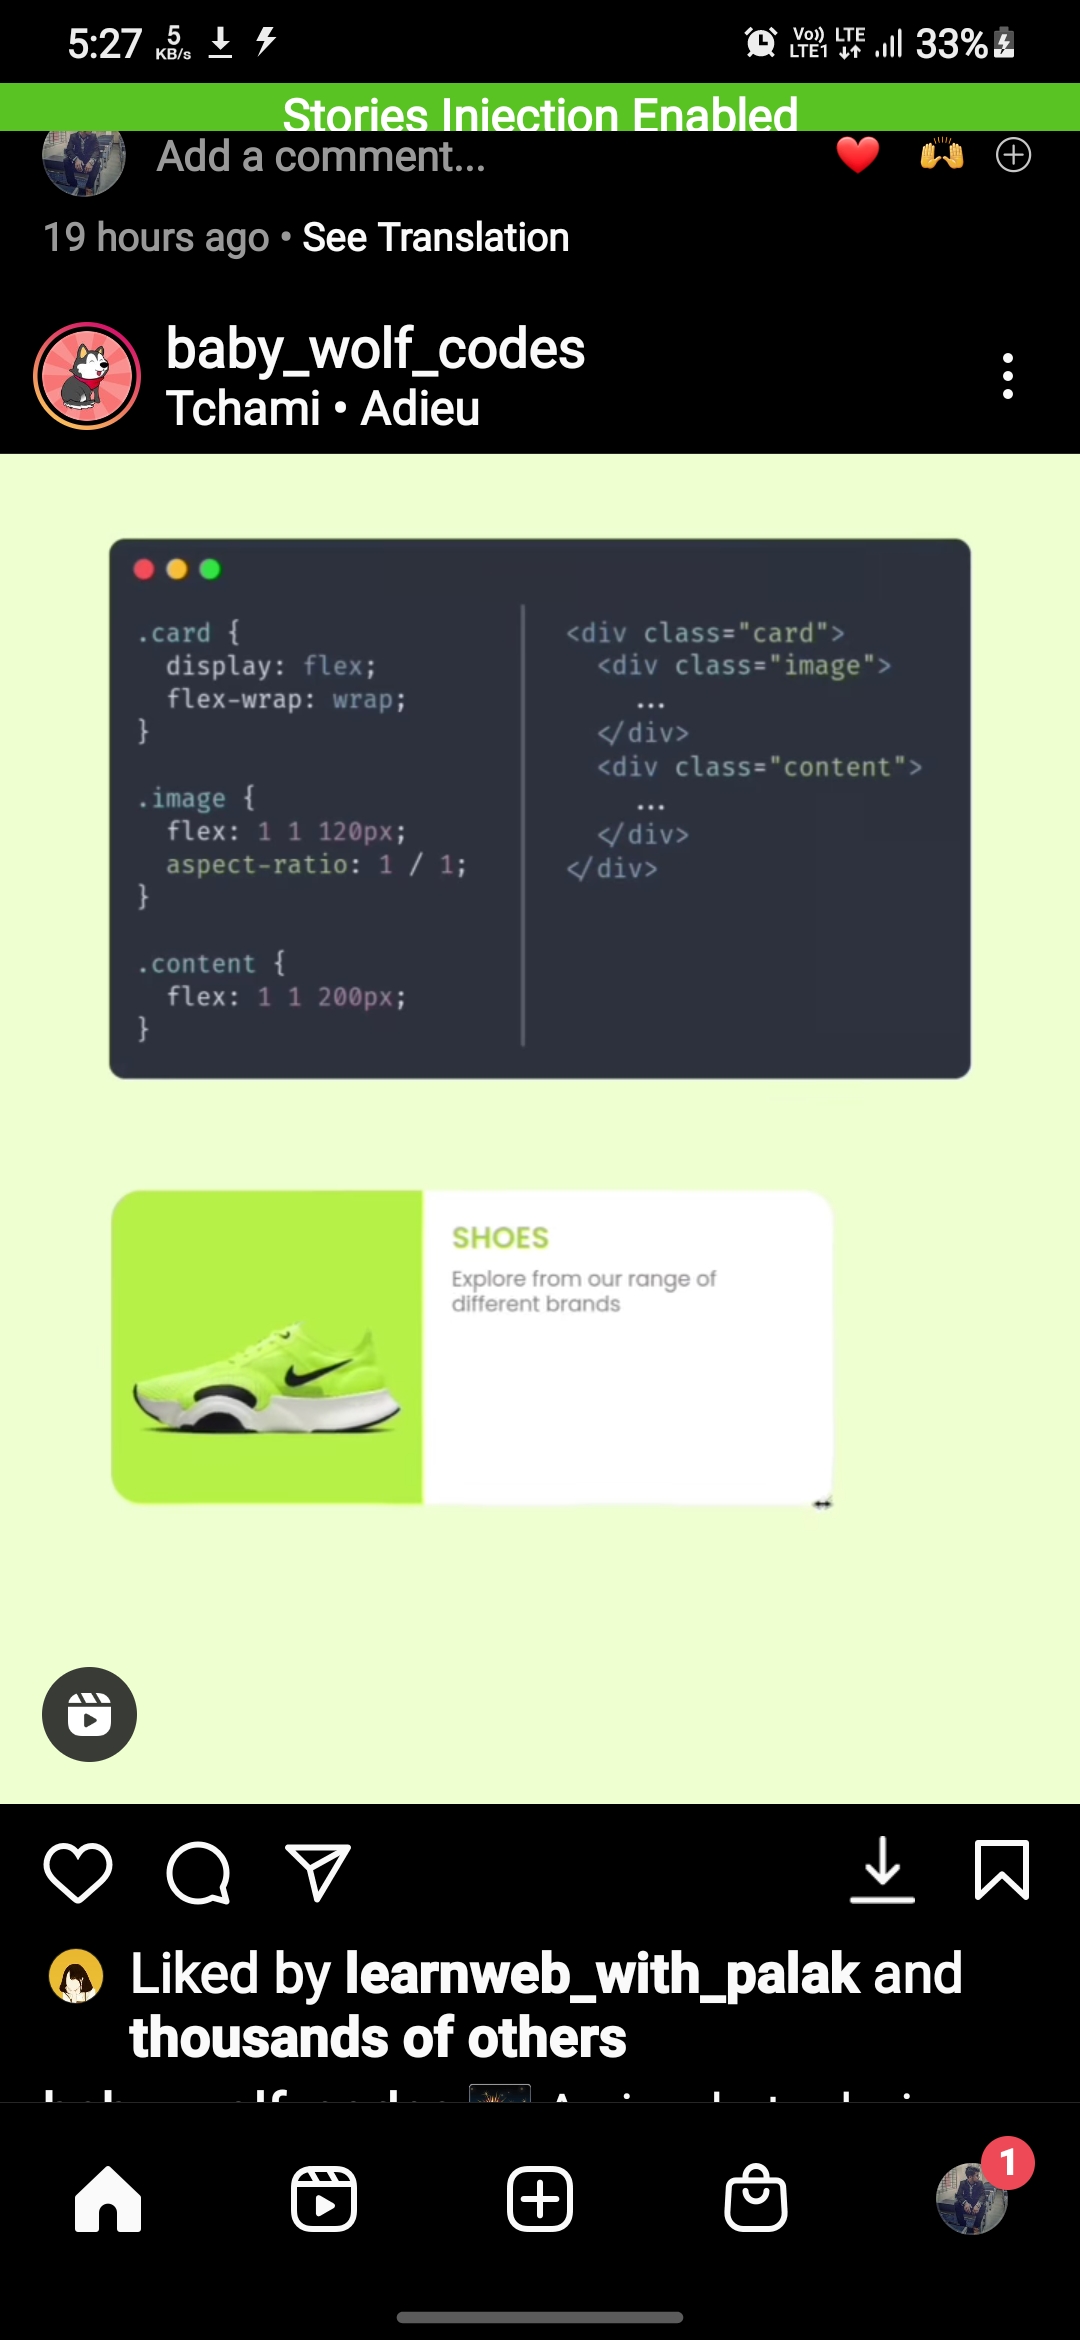 5:27 5 KB/s Vo)) LTE1 LTE 33%
Stories Injection Enabled
Add a comment...
19 hours ago • See Translation
baby_wolf_codes
Tchami • Adieu
.card {
  display: flex;
  flex-wrap: wrap;
}
.image {
  flex: 1 1 120px;
  aspect-ratio: 1 / 1;
}
.content {
  flex: 1 1 200px;
}
<div class="card">
  <div class="image">
    ...
  </div>
  <div class="content">
    ...
  </div>
</div>
SHOES
Explore from our range of
different brands
Liked by learnweb_with_palak and
thousands of others
1